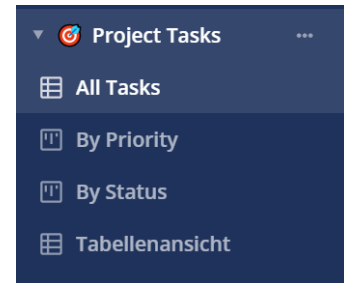 Project Tasks
All Tasks
By Priority
By Status
Tabellenansicht